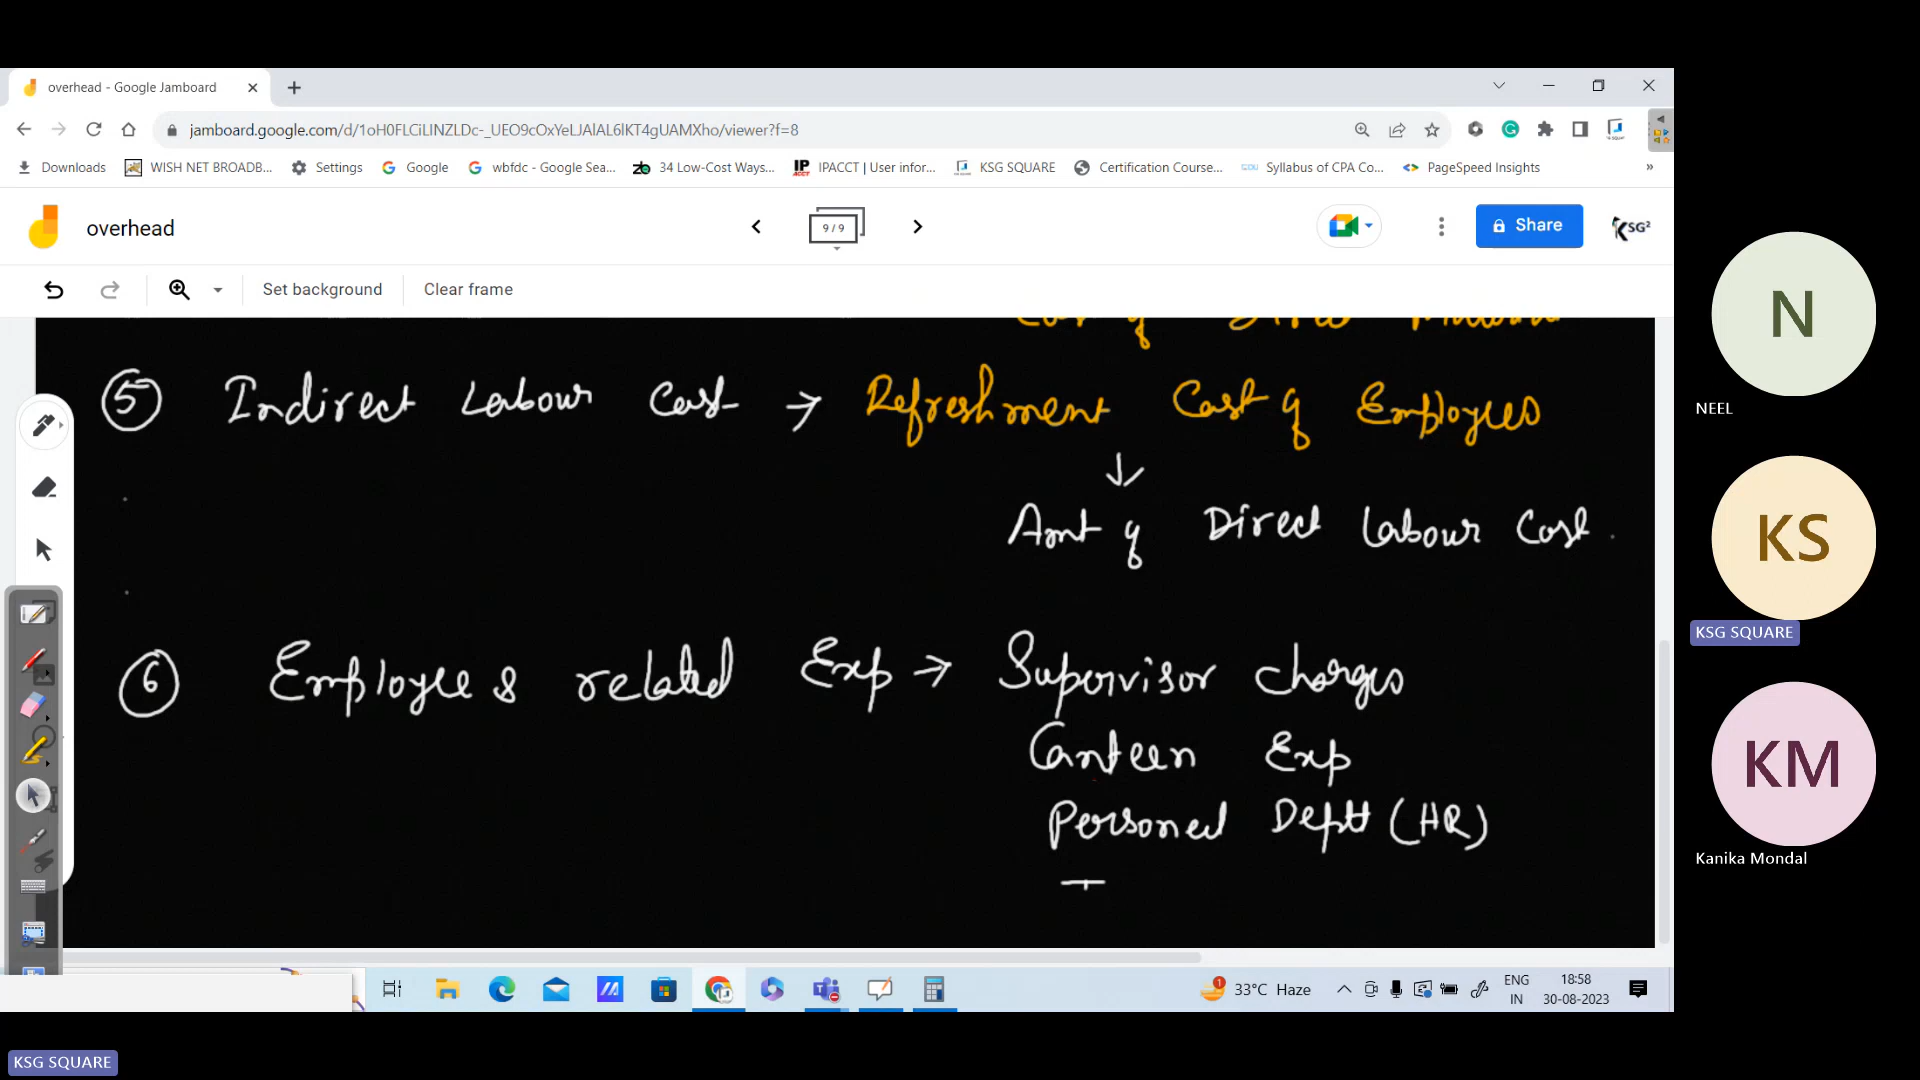 overhead - Google Jamboard
jamboard.google.com/d/1oH0FLCiLINZLDc-_UEO9cOxYeLJAlAL6lKT4gUAMXho/viewer?f=8
Downloads WISH NET BROADB... Settings Google wbfdc - Google Sea... 34 Low-Cost Ways... IPACCT | User infor... KSG SQUARE Certification Course... Syllabus of CPA Co... PageSpeed Insights »
overhead 9 / 9 Share KSG²
Set background Clear frame
5 Indirect Labour Cost → Refreshment Cost of Employees
↓
Amt of Direct Labour Cost.
6 Employees related Exp → Supervisor charges
Canteen Exp
Personel Deptt (HR)
N
NEEL
KS
KSG SQUARE
KM
Kanika Mondal
33°C Haze ENG 18:58
IN 30-08-2023
KSG SQUARE